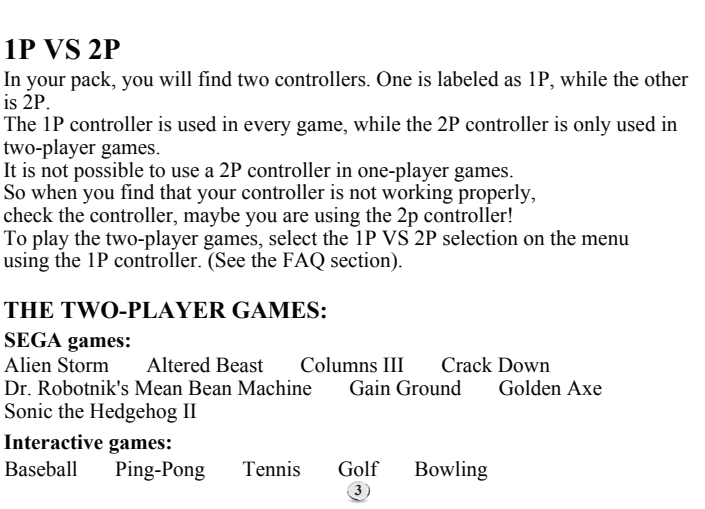 1P VS 2P
In your pack, you will find two controllers. One is labeled as 1P, while the other
is 2P.
The 1P controller is used in every game, while the 2P controller is only used in
two-player games.
It is not possible to use a 2P controller in one-player games.
So when you find that your controller is not working properly,
check the controller, maybe you are using the 2p controller!
To play the two-player games, select the 1P VS 2P selection on the menu
using the 1P controller. (See the FAQ section).
THE TWO-PLAYER GAMES:
SEGA games:
Alien Storm Altered Beast Columns III Crack Down
Dr. Robotnik's Mean Bean Machine Gain Ground Golden Axe
Sonic the Hedgehog II
Interactive games:
Baseball Ping-Pong Tennis Golf Bowling
3